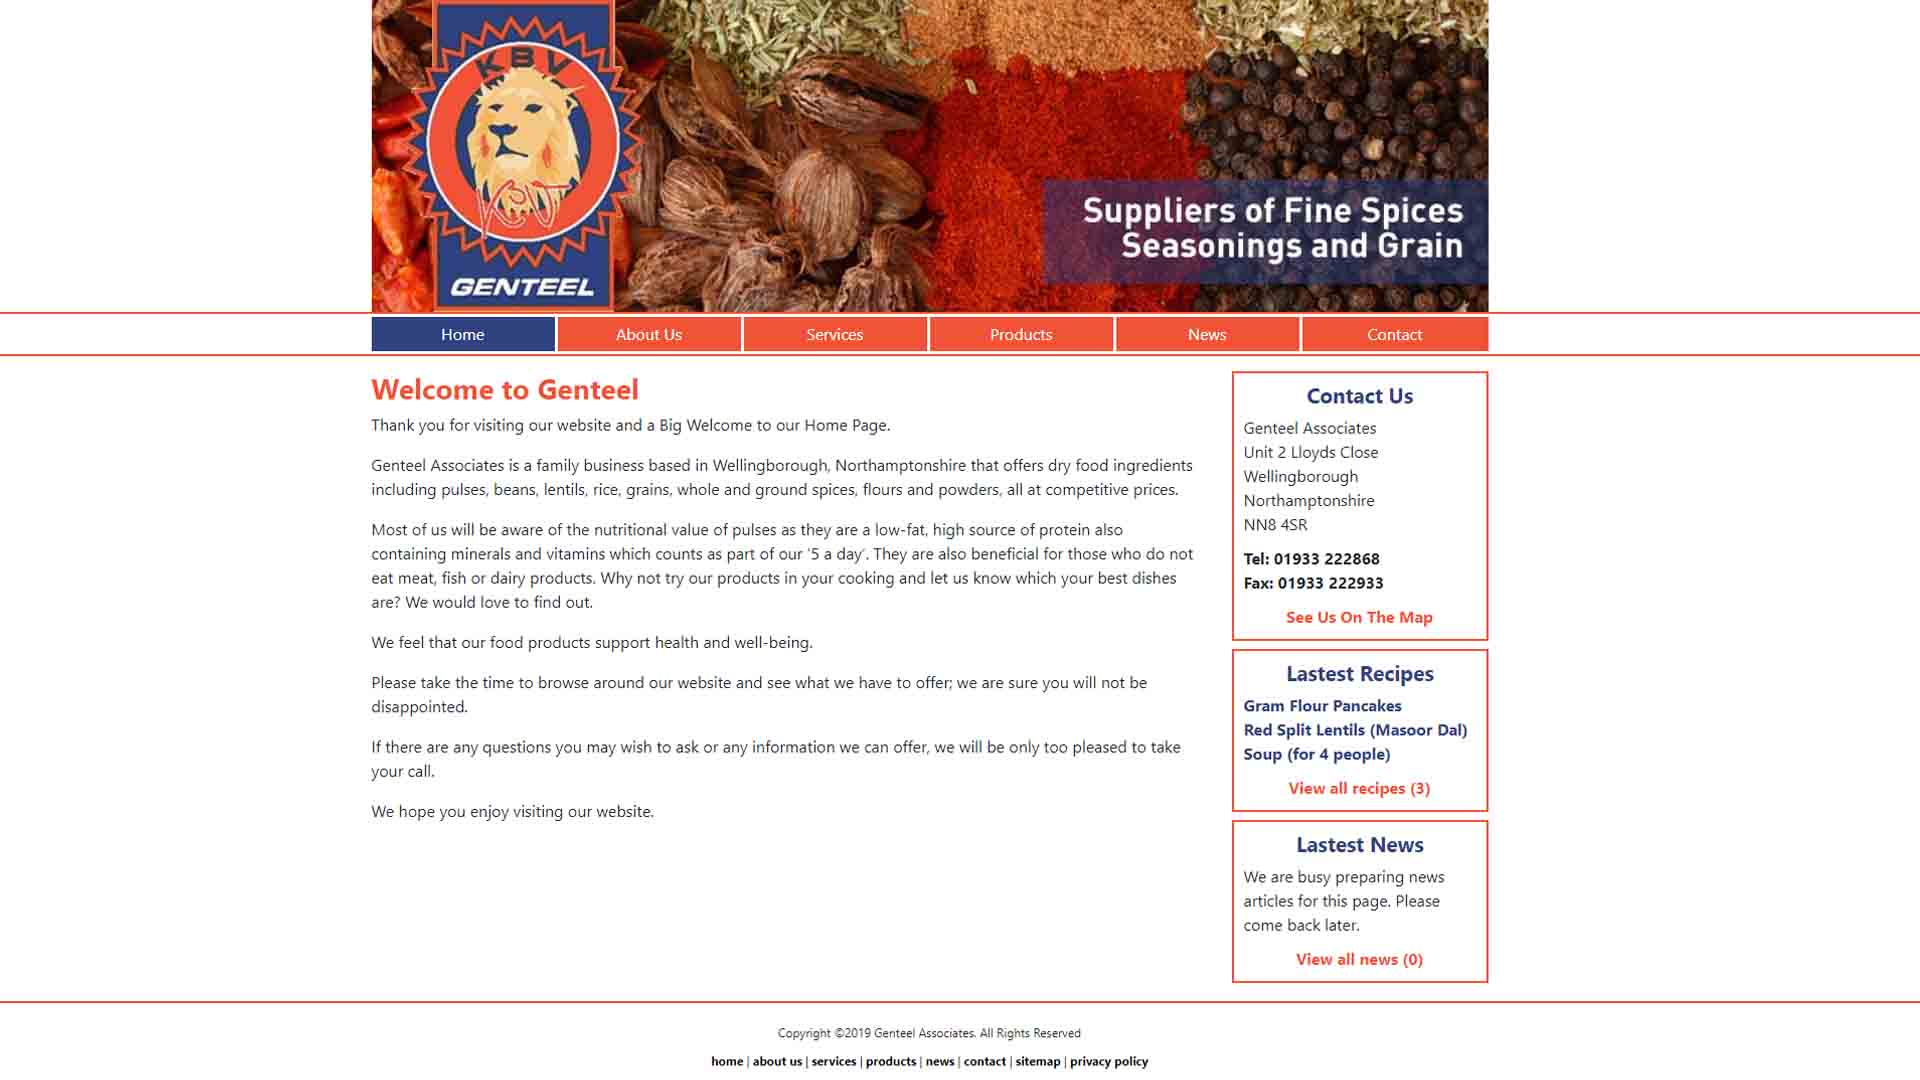 KBV
KBV
GENTEEL
Suppliers of Fine Spices
Seasonings and Grain
Home
About Us
Services
Products
News
Contact
Welcome to Genteel
Thank you for visiting our website and a Big Welcome to our Home Page.
Genteel Associates is a family business based in Wellingborough, Northamptonshire that offers dry food ingredients
including pulses, beans, lentils, rice, grains, whole and ground spices, flours and powders, all at competitive prices.
Most of us will be aware of the nutritional value of pulses as they are a low-fat, high source of protein also
containing minerals and vitamins which counts as part of our '5 a day'. They are also beneficial for those who do not
eat meat, fish or dairy products. Why not try our products in your cooking and let us know which your best dishes
are? We would love to find out.
We feel that our food products support health and well-being.
Please take the time to browse around our website and see what we have to offer; we are sure you will not be
disappointed.
If there are any questions you may wish to ask or any information we can offer, we will be only too pleased to take
your call.
We hope you enjoy visiting our website.
Contact Us
Genteel Associates
Unit 2 Lloyds Close
Wellingborough
Northamptonshire
NN8 4SR
Tel: 01933 222868
Fax: 01933 222933
See Us On The Map
Lastest Recipes
Gram Flour Pancakes
Red Split Lentils (Masoor Dal)
Soup (for 4 people)
View all recipes (3)
Lastest News
We are busy preparing news
articles for this page. Please
come back later.
View all news (0)
Copyright ©2019 Genteel Associates. All Rights Reserved
home | about us | services | products | news | contact | sitemap | privacy policy